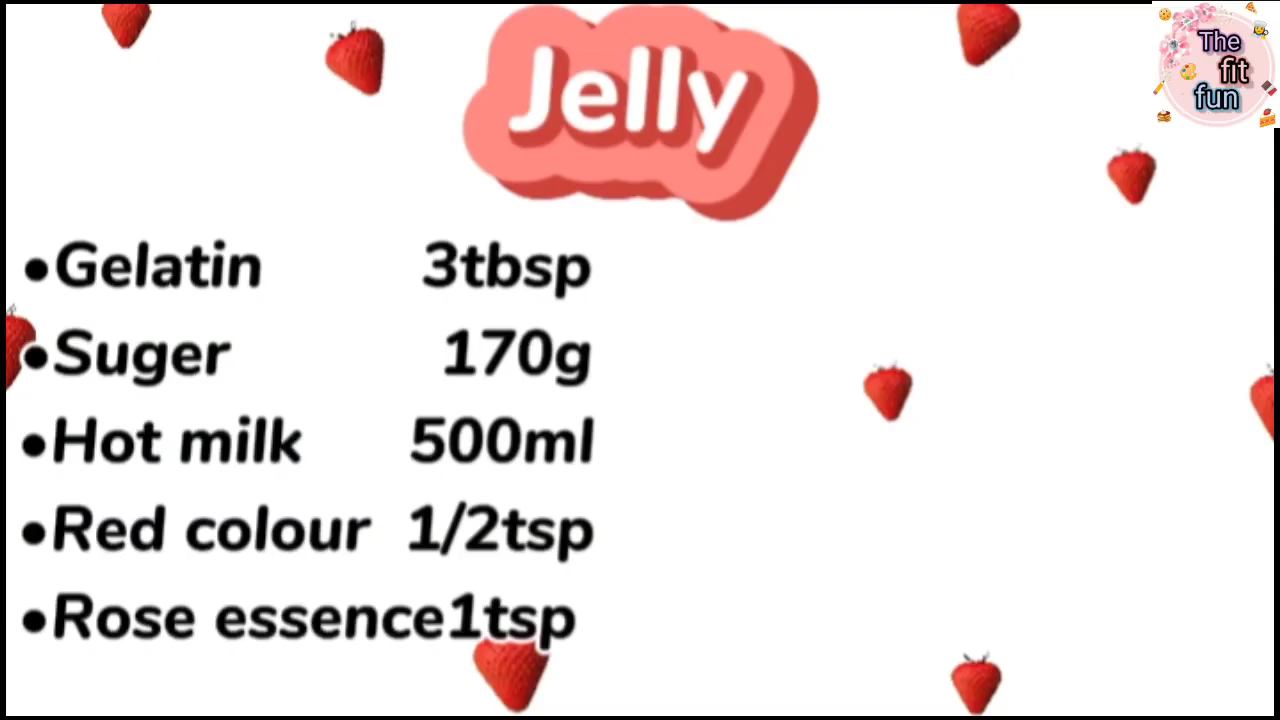 Jelly
The
fit
fun
•Gelatin 3tbsp
•Suger 170g
•Hot milk 500ml
•Red colour 1/2tsp
•Rose essence1tsp